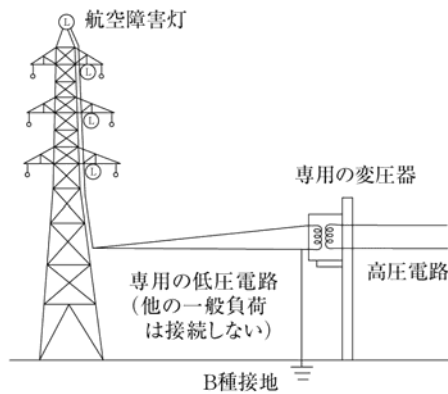 航空障害灯
L
L
L
L
専用の変圧器
専用の低圧電路
(他の一般負荷
は接続しない)
高圧電路
B種接地